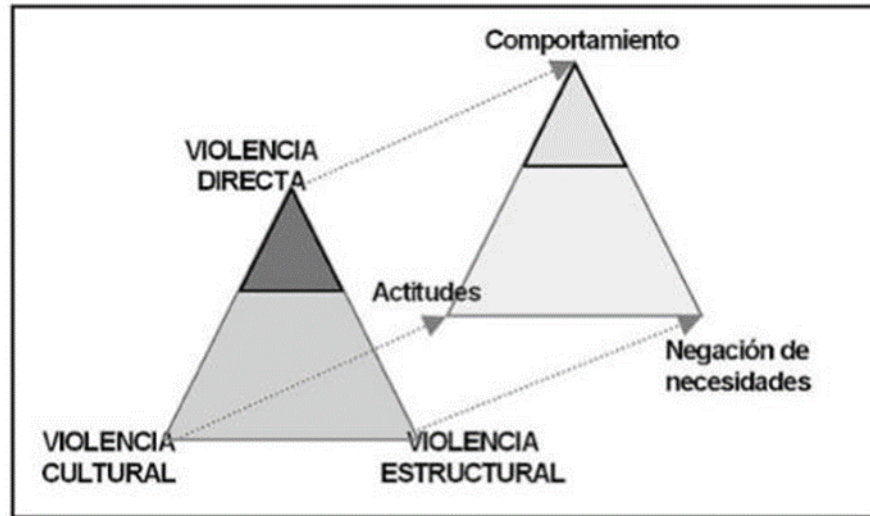 Comportamiento
VIOLENCIA
DIRECTA
Actitudes
Negación de
necesidades
VIOLENCIA
CULTURAL
VIOLENCIA
ESTRUCTURAL